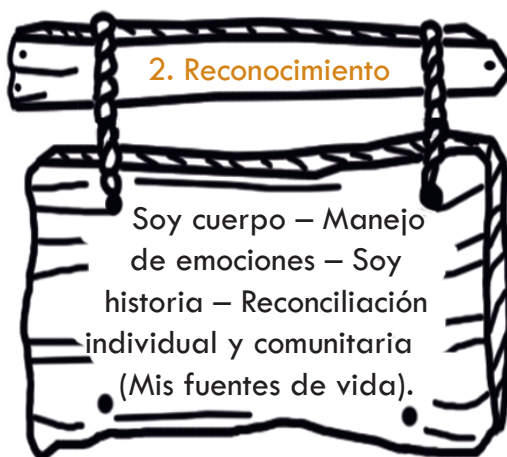 2. Reconocimiento
Soy cuerpo – Manejo
de emociones – Soy
historia – Reconciliación
individual y comunitaria
(Mis fuentes de vida).